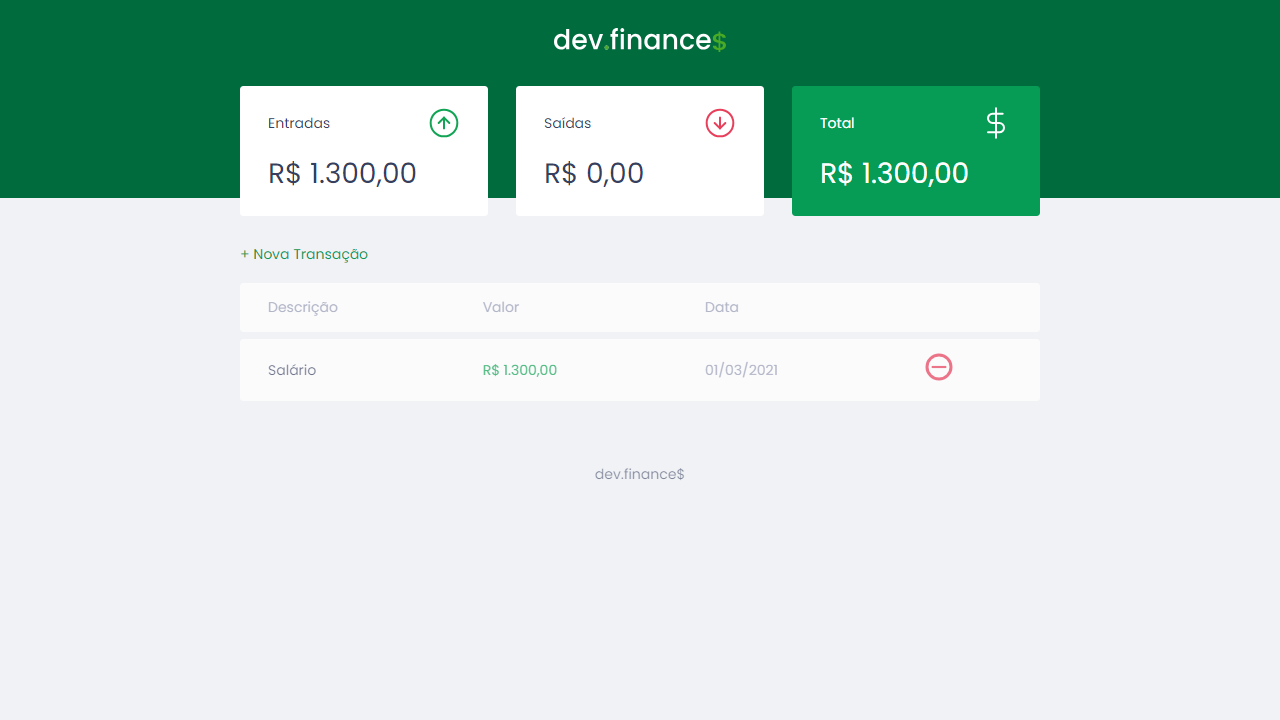 dev.finance$
Entradas
R$ 1.300,00
Saídas
R$ 0,00
Total
R$ 1.300,00
+ Nova Transação
Descrição Valor Data
Salário R$ 1.300,00 01/03/2021
dev.finance$